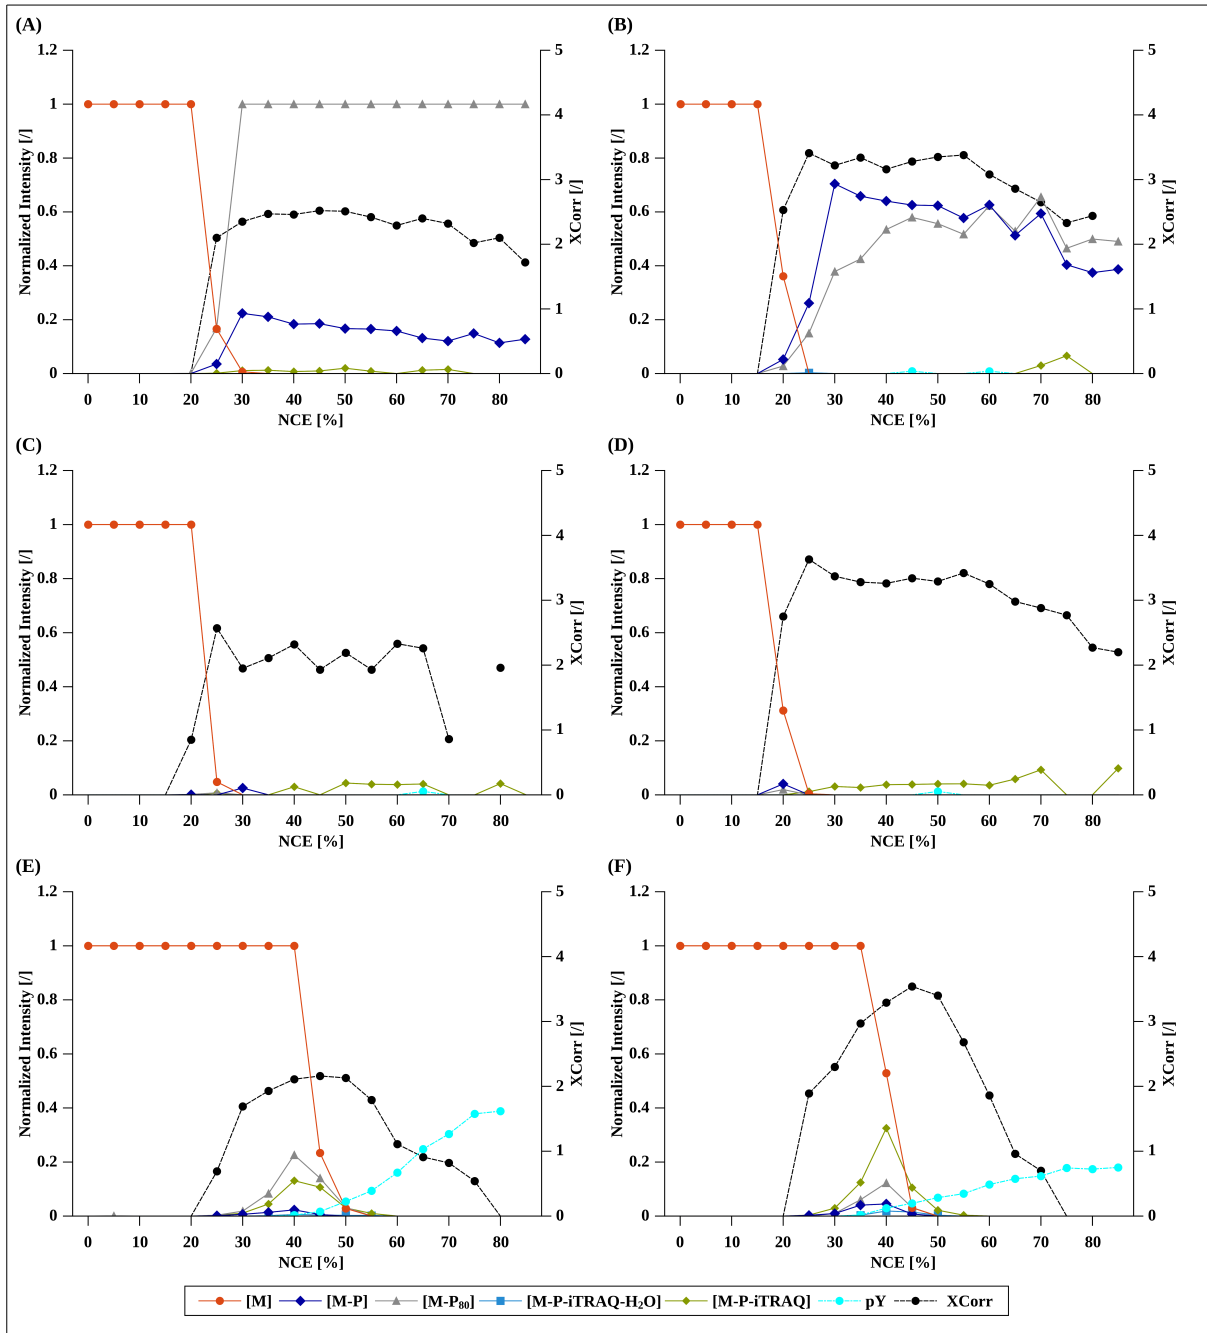 (A)
1.2
1
0.8
0.6
0.4
0.2
0
Normalized Intensity [/]
5
4
3
2
1
0
XCorr [/]
0 10 20 30 40 50 60 70 80
NCE [%]
(B)
1.2
1
0.8
0.6
0.4
0.2
0
Normalized Intensity [/]
5
4
3
2
1
0
XCorr [/]
0 10 20 30 40 50 60 70 80
NCE [%]
(C)
1.2
1
0.8
0.6
0.4
0.2
0
Normalized Intensity [/]
5
4
3
2
1
0
XCorr [/]
0 10 20 30 40 50 60 70 80
NCE [%]
(D)
1.2
1
0.8
0.6
0.4
0.2
0
Normalized Intensity [/]
5
4
3
2
1
0
XCorr [/]
0 10 20 30 40 50 60 70 80
NCE [%]
(E)
1.2
1
0.8
0.6
0.4
0.2
0
Normalized Intensity [/]
5
4
3
2
1
0
XCorr [/]
0 10 20 30 40 50 60 70 80
NCE [%]
(F)
1.2
1
0.8
0.6
0.4
0.2
0
Normalized Intensity [/]
5
4
3
2
1
0
XCorr [/]
0 10 20 30 40 50 60 70 80
NCE [%]
[M] [M-P] [M-P₈₀] [M-P-iTRAQ-H₂O] [M-P-iTRAQ] pY XCorr